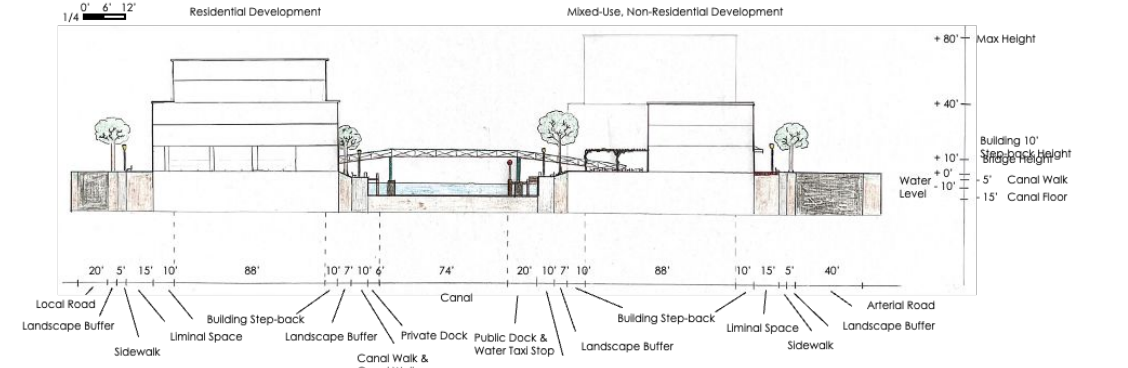 0' 6' 12'
1/4
Residential Development
Mixed-Use, Non-Residential Development
+ 80' Max Height
+ 40'
Building 10'
Step-back Height
+ 10' Bridge Height
+ 0'
Water
Level
- 5' Canal Walk
- 10'
- 15' Canal Floor
20' 5' 15' 10' 88' 10' 7' 10' 6' 74' 20' 10' 7' 10' 88' 10' 15' 5' 40'
Local Road
Landscape Buffer
Sidewalk
Liminal Space
Building Step-back
Landscape Buffer
Canal Walk &
Private Dock
Canal
Public Dock &
Water Taxi Stop
Landscape Buffer
Building Step-back
Liminal Space
Sidewalk
Landscape Buffer
Arterial Road